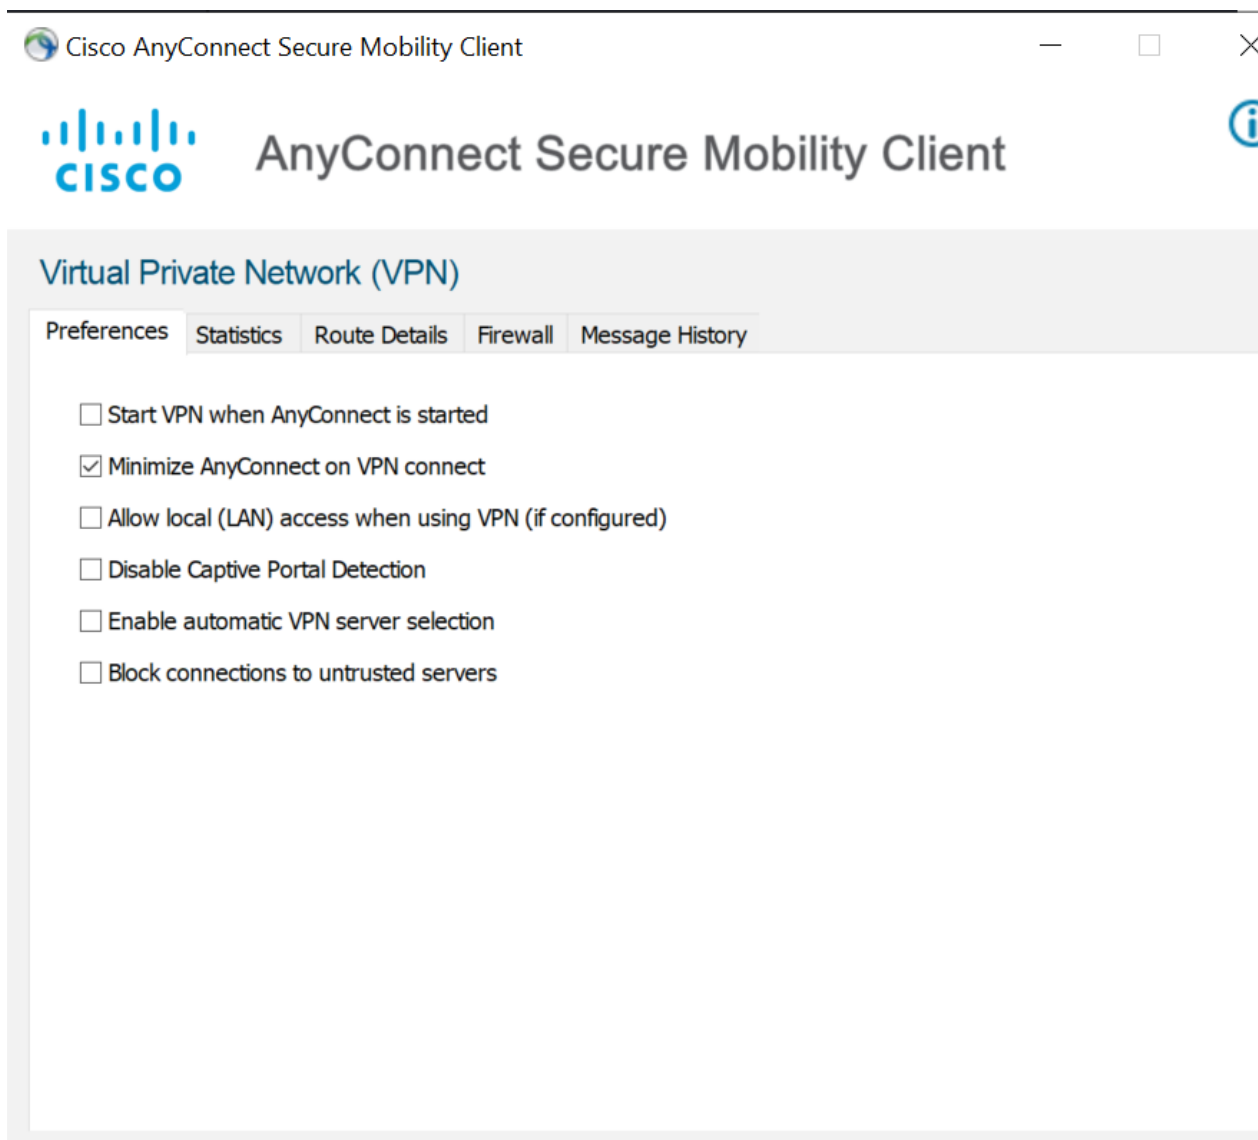 Cisco AnyConnect Secure Mobility Client
CISCO
AnyConnect Secure Mobility Client
Virtual Private Network (VPN)
Preferences Statistics Route Details Firewall Message History
Start VPN when AnyConnect is started
Minimize AnyConnect on VPN connect
Allow local (LAN) access when using VPN (if configured)
Disable Captive Portal Detection
Enable automatic VPN server selection
Block connections to untrusted servers